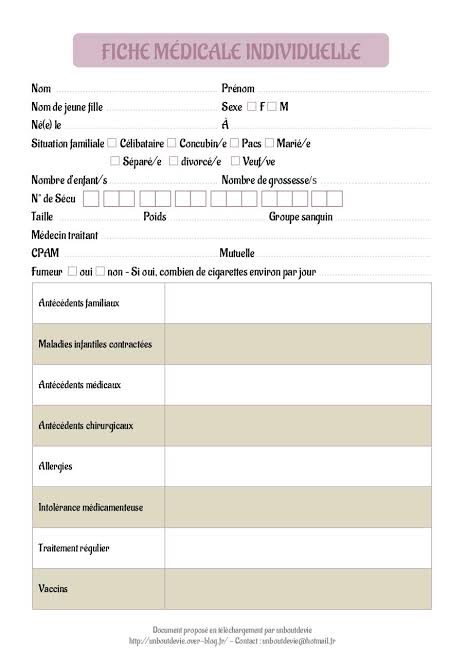 FICHE MÉDICALE INDIVIDUELLE
Nom Prénom
Nom de jeune fille Sexe F M
Né(e) le À
Situation familiale Célibataire Concubin/e Pacs Marié/e
Séparé/e divorcé/e Veuf/ve
Nombre d'enfant/s Nombre de grossesse/s
N° de Sécu
Taille Poids Groupe sanguin
Médecin traitant
CPAM Mutuelle
Fumeur oui non - Si oui, combien de cigarettes environ par jour
Antécédents familiaux
Maladies infantiles contractées
Antécédents médicaux
Antécédents chirurgicaux
Allergies
Intolérance médicamenteuse
Traitement régulier
Vaccins
Document proposé en téléchargement par unboutdevie
http://unboutdevie.over-blog.fr/ - Contact : unboutdevie@hotmail.fr